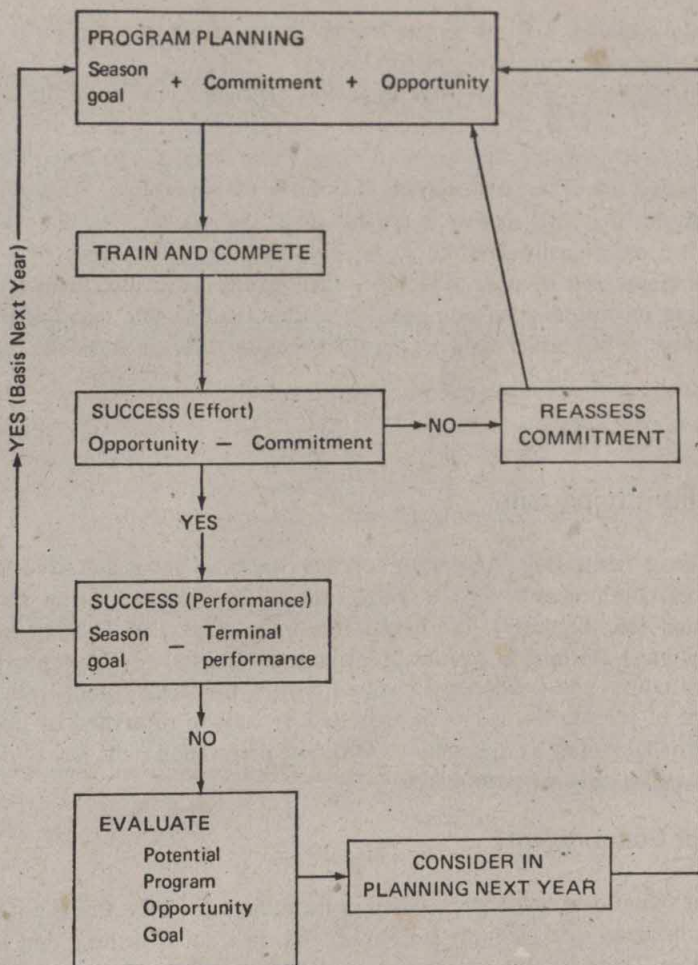 PROGRAM PLANNING
Season
goal + Commitment + Opportunity
YES (Basis Next Year)
TRAIN AND COMPETE
SUCCESS (Effort)
Opportunity — Commitment
NO
REASSESS
COMMITMENT
YES
SUCCESS (Performance)
Season — Terminal
goal performance
NO
EVALUATE
Potential
Program
Opportunity
Goal
CONSIDER IN
PLANNING NEXT YEAR